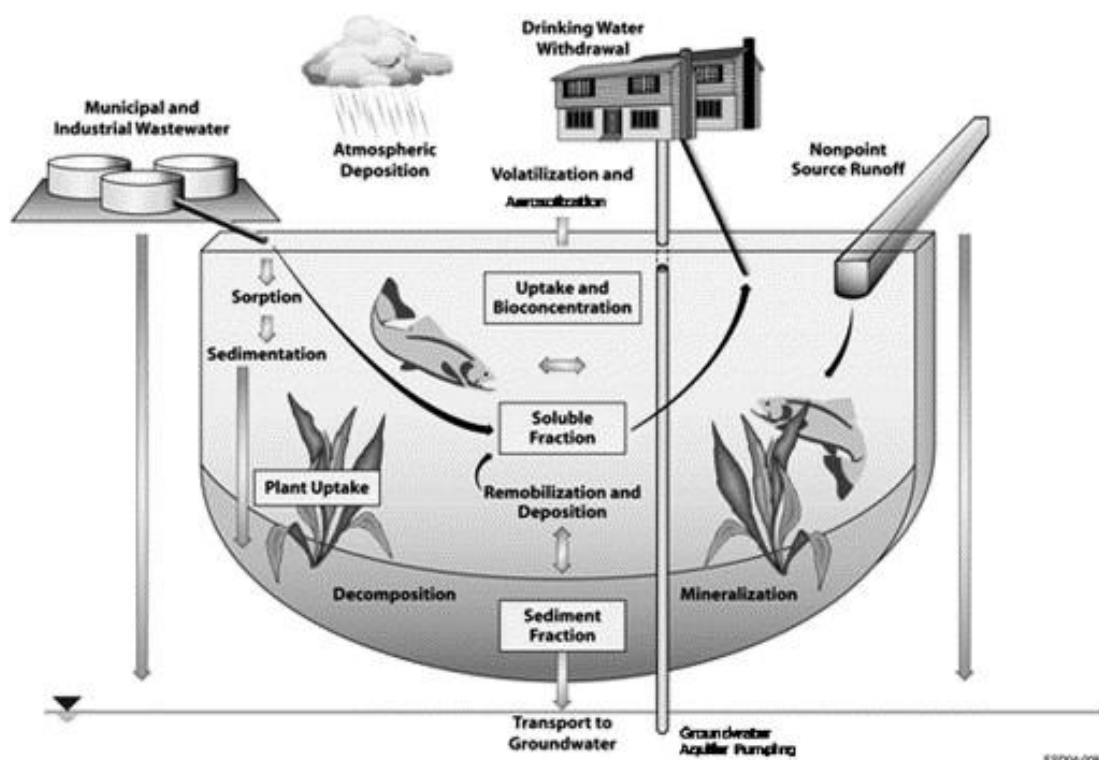 Drinking Water
Withdrawal
Municipal and
Industrial Wastewater
Atmospheric
Deposition
Nonpoint
Source Runoff
Volatilization and
Aerosolization
Uptake and
Bioconcentration
Sorption
Sedimentation
Soluble
Fraction
Plant Uptake
Remobilization and
Deposition
Decomposition
Mineralization
Sediment
Fraction
Transport to
Groundwater
Groundwater
Aquifer Pumping